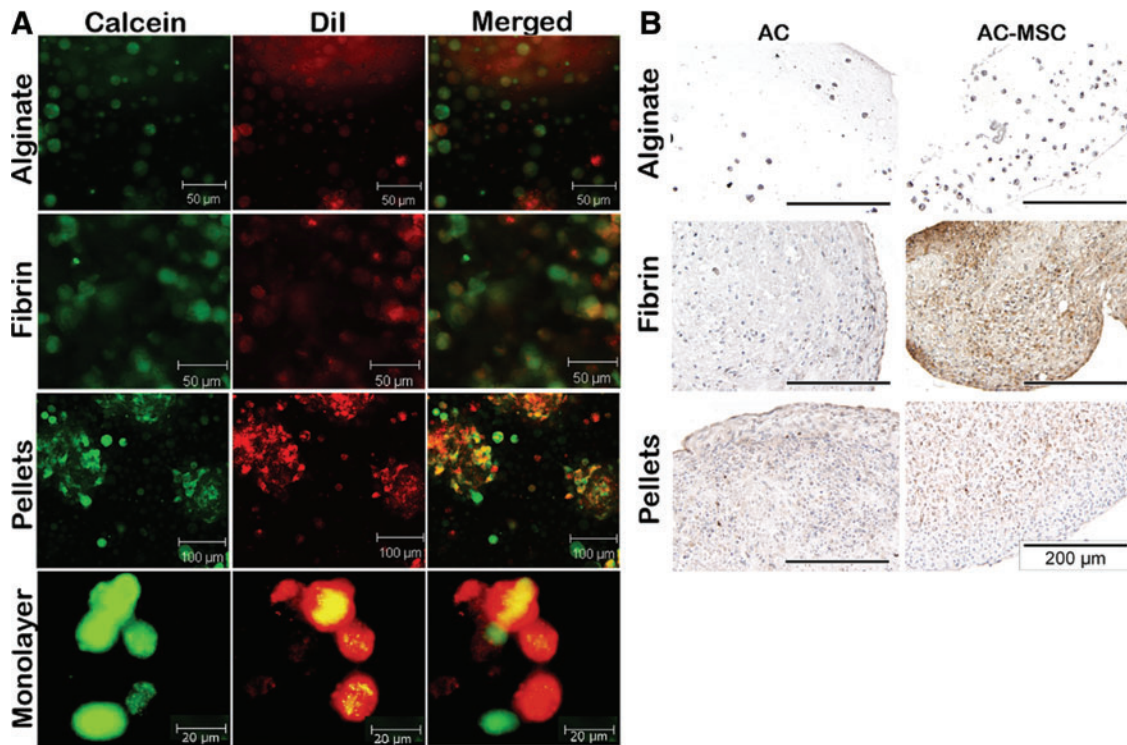 A
Calcein
DiI
Merged
Alginate
50 µm
50 µm
50 µm
Fibrin
50 µm
50 µm
50 µm
Pellets
100 µm
100 µm
100 µm
Monolayer
20 µm
20 µm
20 µm
B
AC
AC-MSC
Alginate
Fibrin
Pellets
200 µm